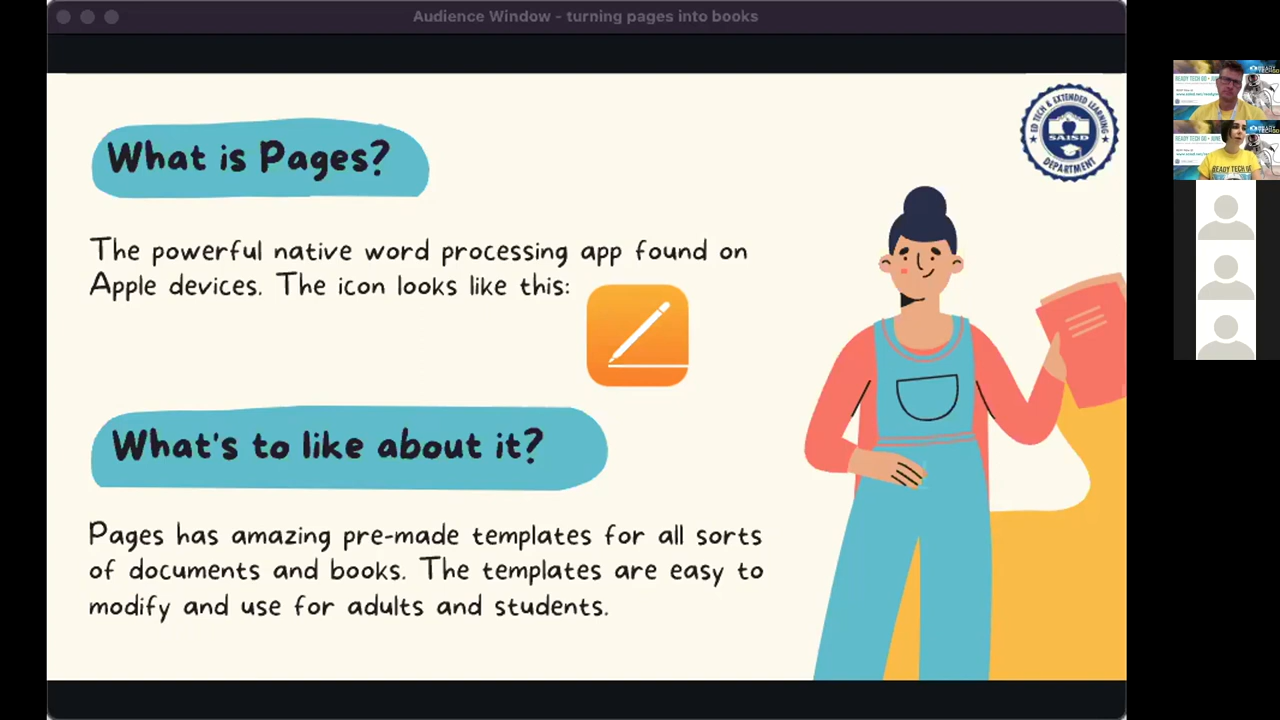 Audience Window - turning pages into books
What is Pages?
The powerful native word processing app found on
Apple devices. The icon looks like this:
What's to like about it?
Pages has amazing pre-made templates for all sorts
of documents and books. The templates are easy to
modify and use for adults and students.
ED TECH & EXTENDED LEARNING
SAISD
DEPARTMENT
READY TECH GO